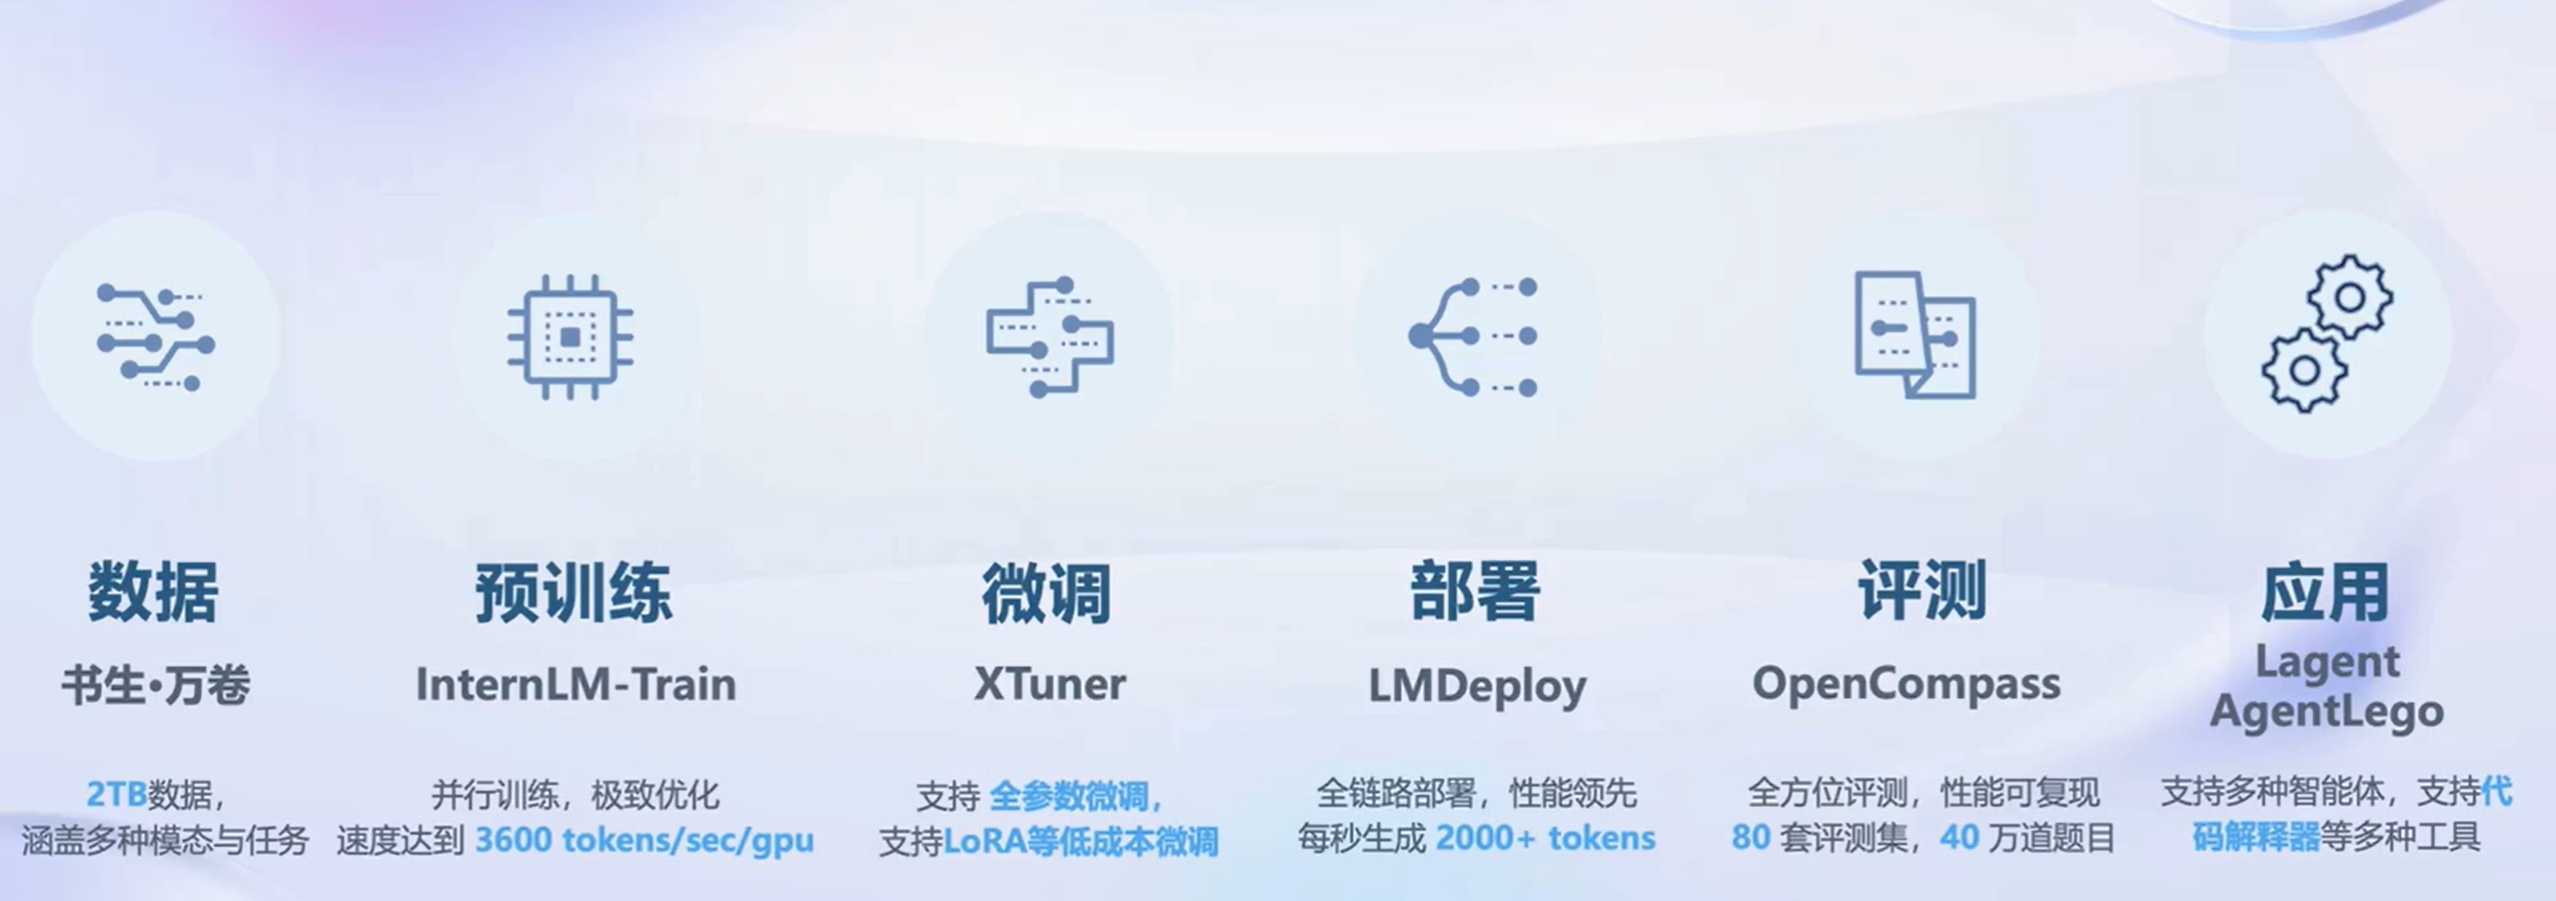 数据
书生·万卷
2TB数据,
涵盖多种模态与任务
预训练
InternLM-Train
并行训练，极致优化
速度达到 3600 tokens/sec/gpu
微调
XTuner
支持 全参数微调,
支持LoRA等低成本微调
部署
LMDeploy
全链路部署，性能领先
每秒生成 2000+ tokens
评测
OpenCompass
全方位评测，性能可复现
80 套评测集，40 万道题目
应用
Lagent
AgentLego
支持多种智能体，支持代
码解释器等多种工具